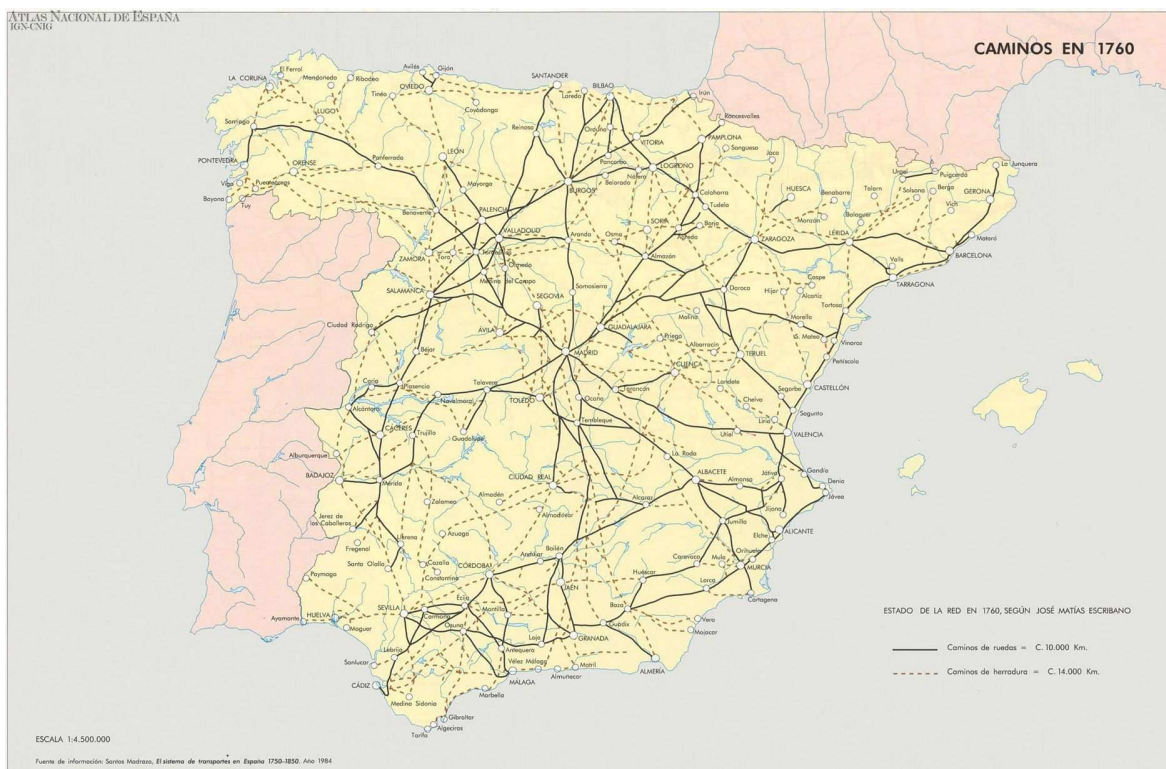 ATLAS NACIONAL DE ESPAÑA
IGN-CNIG
CAMINOS EN 1760
Avilés
Gijón
El Ferrol
LA CORUÑA
Mondoñedo
Ribadeo
Tineo
OVIEDO
Covadonga
SANTANDER
Laredo
BILBAO
Irún
Roncesvalles
LUGO
Santiago
Reinosa
Orduña
VITORIA
PAMPLONA
Sangüesa
Jaca
La Junquera
PONTEVEDRA
ORENSE
Ponferrada
LEÓN
Pancorbo
LOGROÑO
Urgel
Puigcerdá
Vigo
Puenteáreas
Bayona
Tuy
Mayorga
BURGOS
Belorado
Nájera
Calahorra
HUESCA
Benabarre
Talarn
Solsona
Berga
GERONA
Benavente
PALENCIA
Tudela
Monzón
Balaguer
Vich
VALLADOLID
Aranda
Osma
SORIA
Agreda
Borja
ZARAGOZA
LÉRIDA
Mataró
ZAMORA
Toro
Tordesillas
Almazán
BARCELONA
Olmedo
Medina del Campo
Valls
TARRAGONA
SALAMANCA
SEGOVIA
Somosierra
Daroca
Hijar
Caspe
Alcañiz
Tortosa
Ciudad Rodrigo
ÁVILA
GUADALAJARA
Molina
Morella
Priego
Albarracín
S. Mateo
Vinaroz
Béjar
MADRID
TERUEL
Peñíscola
CUENCA
Coria
Plasencia
Talavera
Tarancón
Landete
Segorbe
CASTELLÓN
Navalmoral
TOLEDO
Ocaña
Chelva
Alcántara
Sagunto
Tembleque
Liria
CÁCERES
Trujillo
Guadalupe
Utiel
VALENCIA
Alburquerque
La Roda
BADAJOZ
Mérida
CIUDAD REAL
ALBACETE
Almansa
Játiva
Gandía
Denia
Jávea
Zalamea
Almadén
Almodóvar
Alcaraz
Jijona
Jerez de
los Caballeros
Azuaga
Jumilla
ALICANTE
Fregenal
Llerena
Elche
Bailén
Andújar
Orihuela
Santa Olalla
Cazalla
Constantina
CÓRDOBA
Caravaca
Mula
MURCIA
Paymogo
JAÉN
Huéscar
Lorca
Cartagena
Ecija
Baza
SEVILLA
Carmona
Montilla
Ayamonte
HUELVA
Moguer
Osuna
Guadix
Vera
Mojácar
Loja
GRANADA
Lebrija
Antequera
Sanlúcar
Vélez Málaga
Motril
Almuñecar
ALMERÍA
CÁDIZ
MÁLAGA
Marbella
Medina Sidonia
Gibraltar
Algeciras
Tarifa
ESTADO DE LA RED EN 1760, SEGÚN JOSÉ MATÍAS ESCRIBANO
Caminos de ruedas = C. 10.000 Km.
Caminos de herradura = C. 14.000 Km.
ESCALA 1:4.500.000
Fuente de información: Santos Madrazo, El sistema de transportes en España 1750-1850. Año 1984